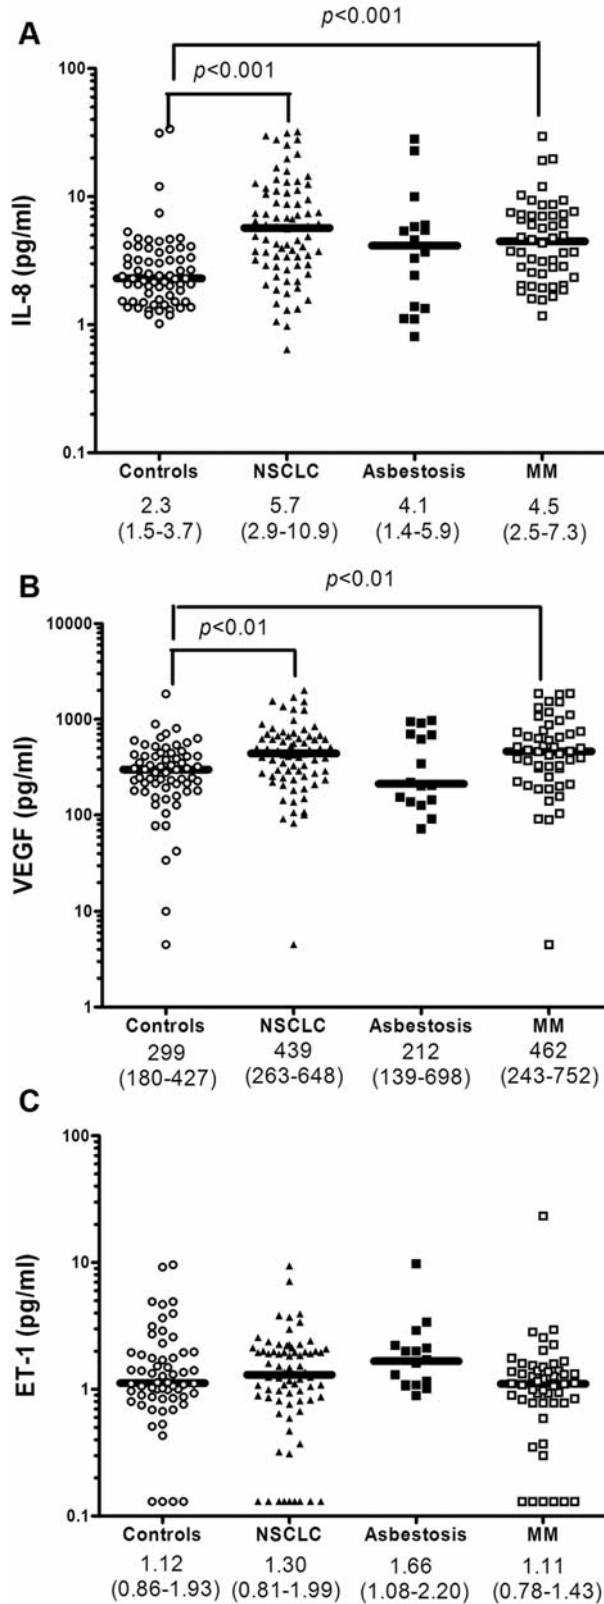 A
p<0.001
p<0.001
100
10
1
0.1
IL-8 (pg/ml)
Controls NSCLC Asbestosis MM
2.3 5.7 4.1 4.5
(1.5-3.7) (2.9-10.9) (1.4-5.9) (2.5-7.3)
B
p<0.01
p<0.01
10000
1000
100
10
1
VEGF (pg/ml)
Controls NSCLC Asbestosis MM
299 439 212 462
(180-427) (263-648) (139-698) (243-752)
C
100
10
1
0.1
ET-1 (pg/ml)
Controls NSCLC Asbestosis MM
1.12 1.30 1.66 1.11
(0.86-1.93) (0.81-1.99) (1.08-2.20) (0.78-1.43)